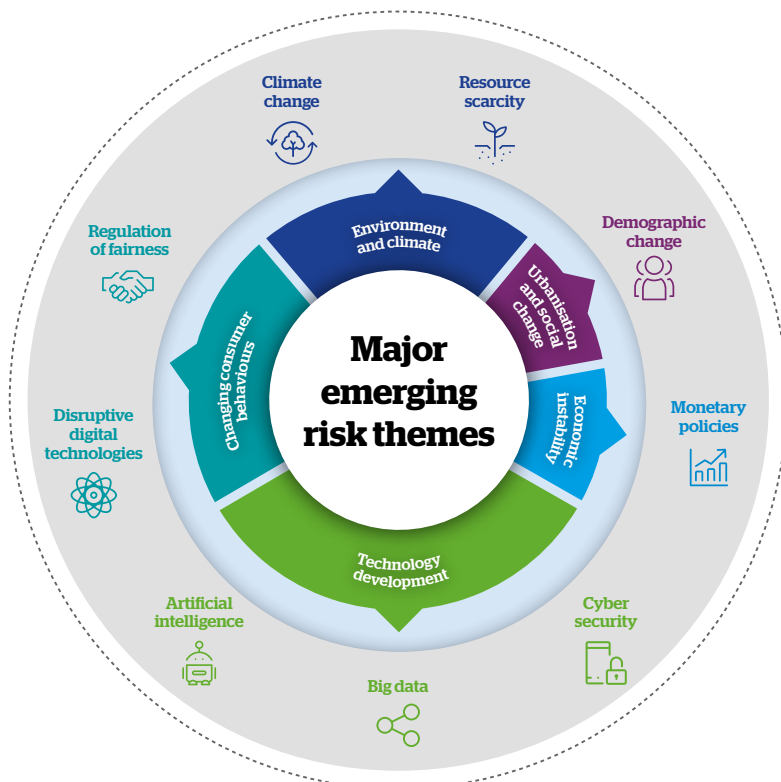 Climate
change
Resource
scarcity
Regulation
of fairness
Demographic
change
Environment
and climate
Urbanisation
and social
change
Changing consumer
behaviours
Major
emerging
risk themes
Economic
instability
Disruptive
digital
technologies
Monetary
policies
Technology
development
Artificial
intelligence
Cyber
security
Big data